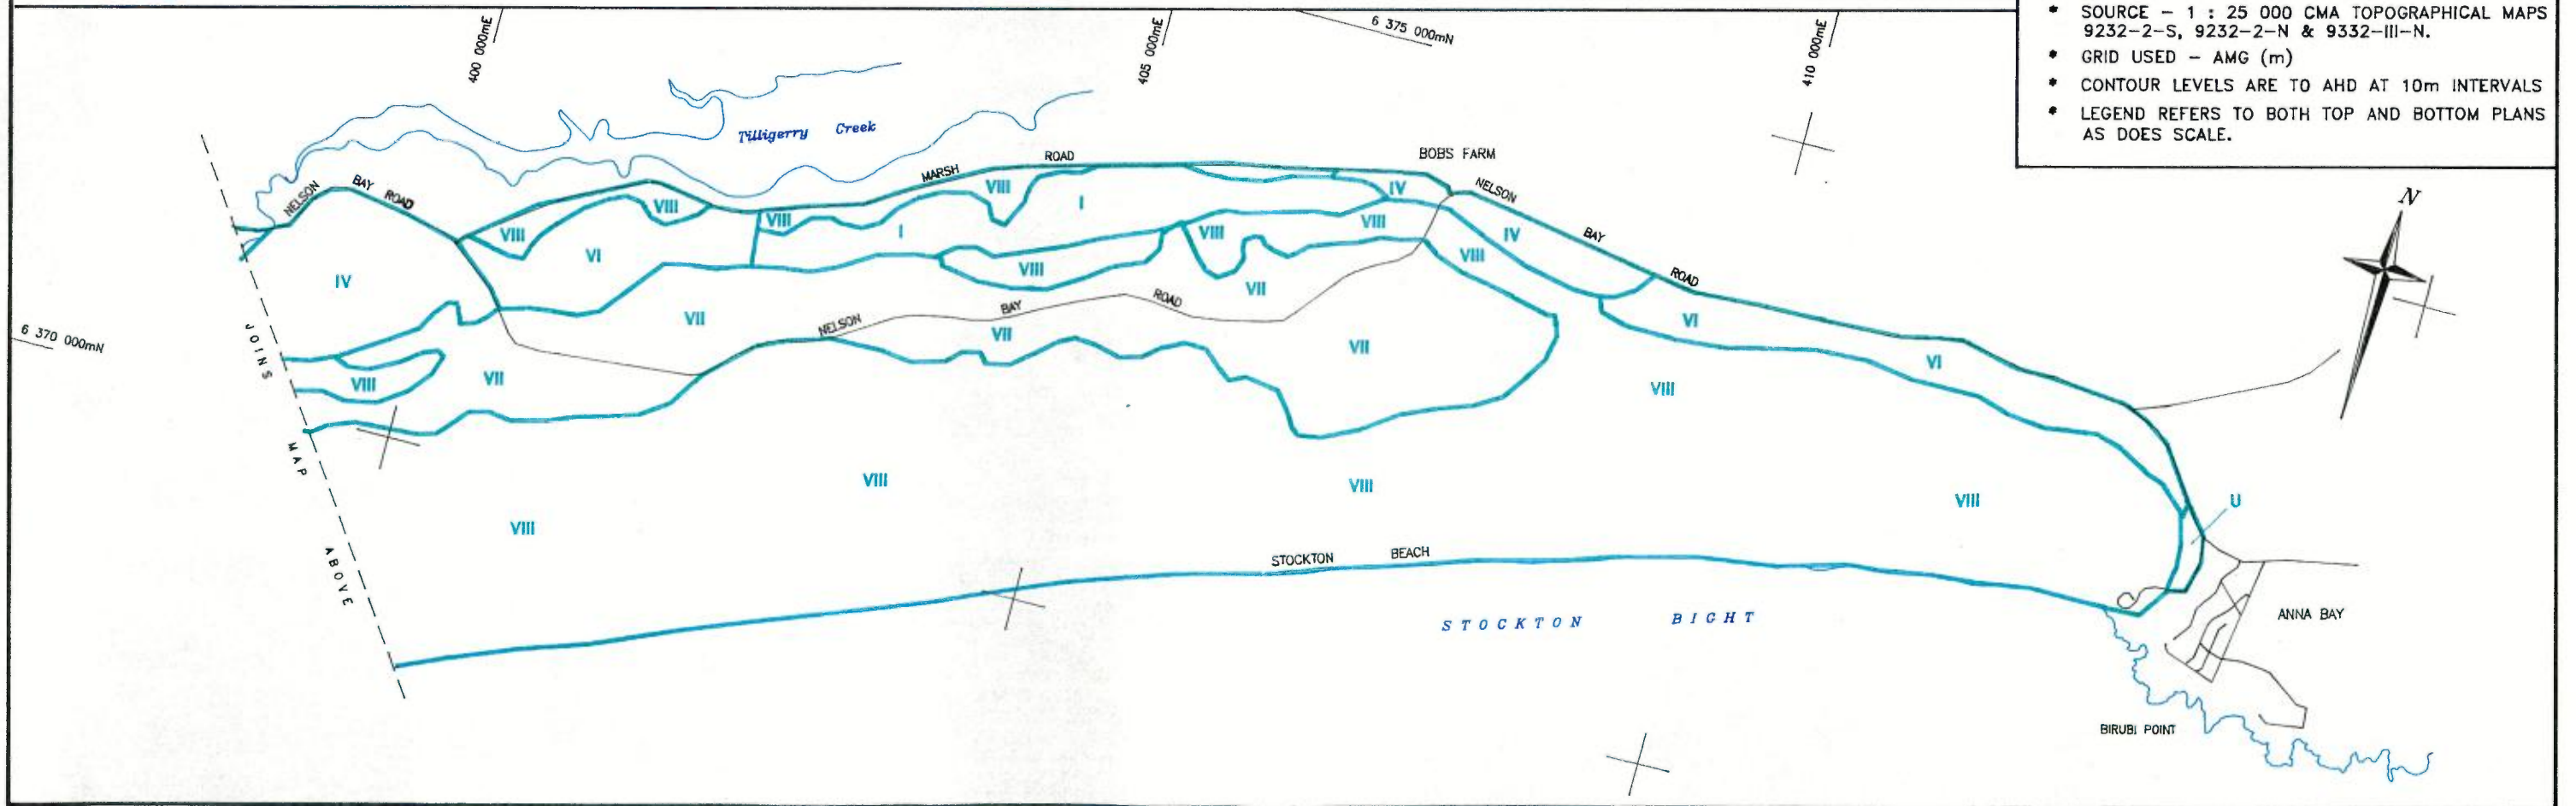 * SOURCE – 1 : 25 000 CMA TOPOGRAPHICAL MAPS
9232–2–S, 9232–2–N & 9332–III–N.
* GRID USED – AMG (m)
* CONTOUR LEVELS ARE TO AHD AT 10m INTERVALS
* LEGEND REFERS TO BOTH TOP AND BOTTOM PLANS
AS DOES SCALE.
400 000mE
405 000mE
6 375 000mN
410 000mE
Tilligerry Creek
N
MARSH ROAD
BOBS FARM
NELSON BAY ROAD
NELSON BAY ROAD
VIII
VIII
VIII
VIII
I
I
IV
VIII
VI
VIII
VIII
VIII
IV
VIII
IV
VII
VII
NELSON BAY ROAD
VII
VI
VI
6 370 000mN
JOINS MAP ABOVE
VIII
VII
VII
VIII
VIII
VIII
VIII
VIII
U
STOCKTON BEACH
STOCKTON BIGHT
ANNA BAY
BIRUBI POINT